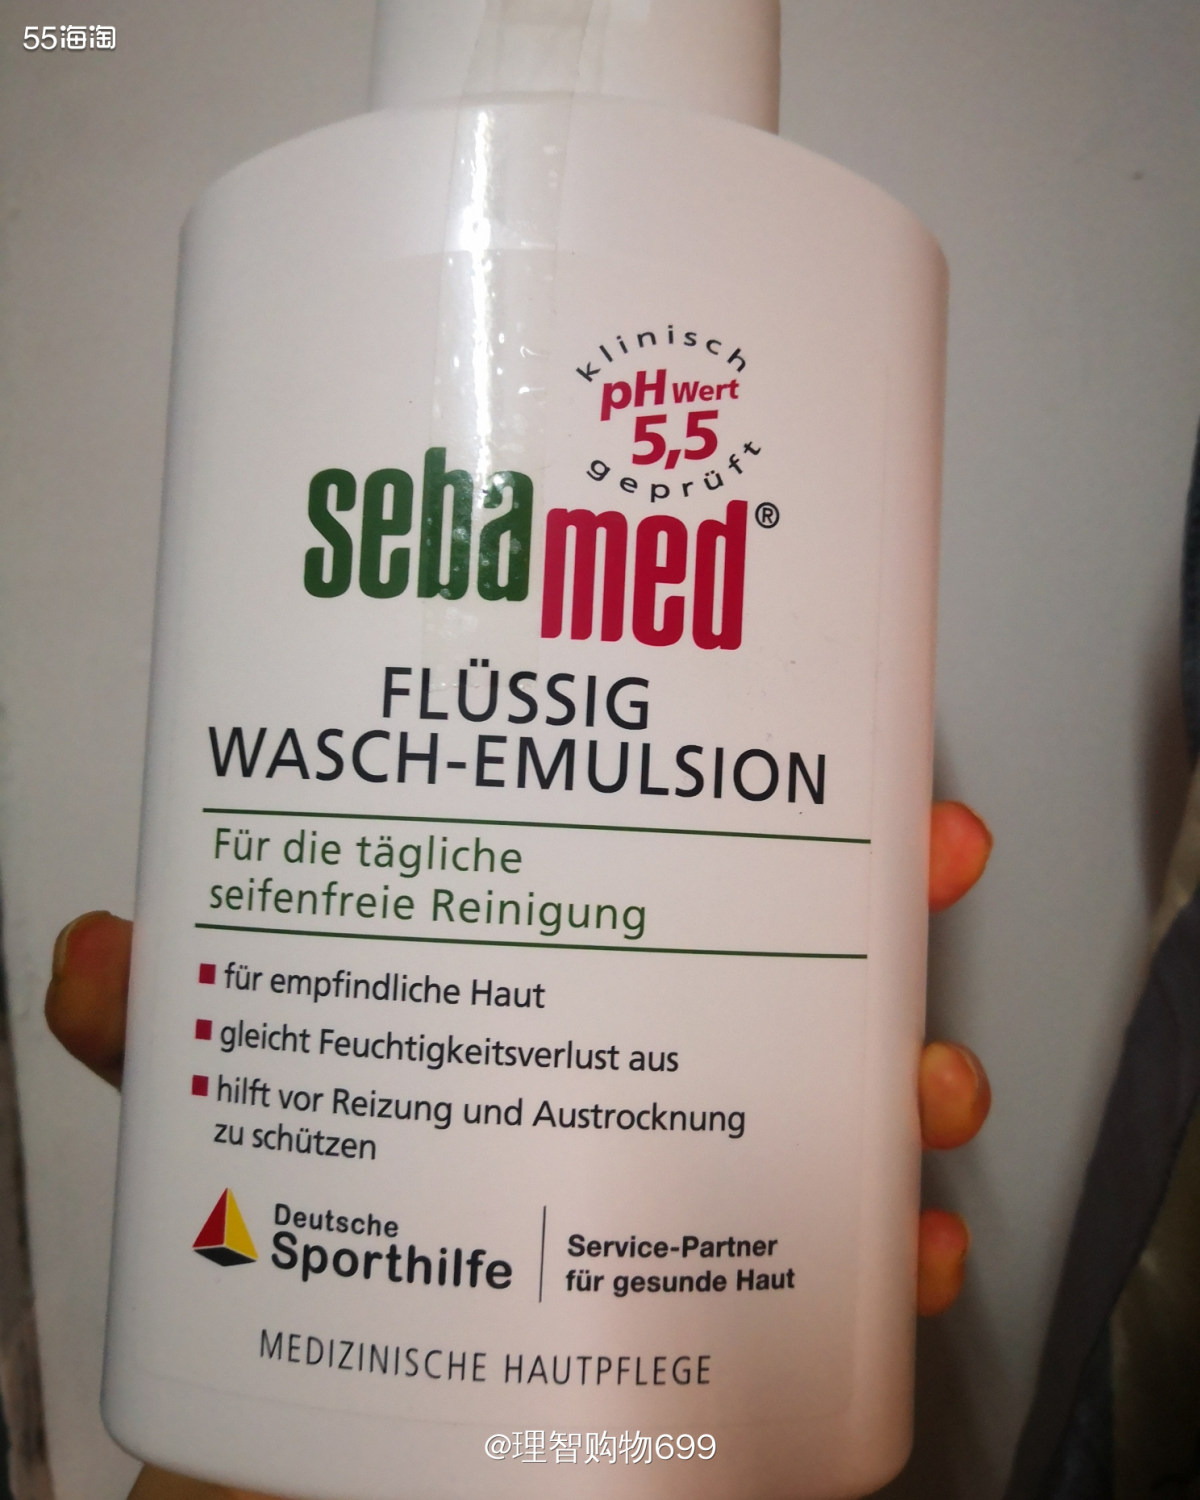 55海淘
klinisch
pH Wert
5,5
geprüft
sebamed®
FLÜSSIG
WASCH-EMULSION
Für die tägliche
seifenfreie Reinigung
für empfindliche Haut
gleicht Feuchtigkeitsverlust aus
hilft vor Reizung und Austrocknung
zu schützen
Deutsche
Sporthilfe
Service-Partner
für gesunde Haut
MEDIZINISCHE HAUTPFLEGE
@理智购物699